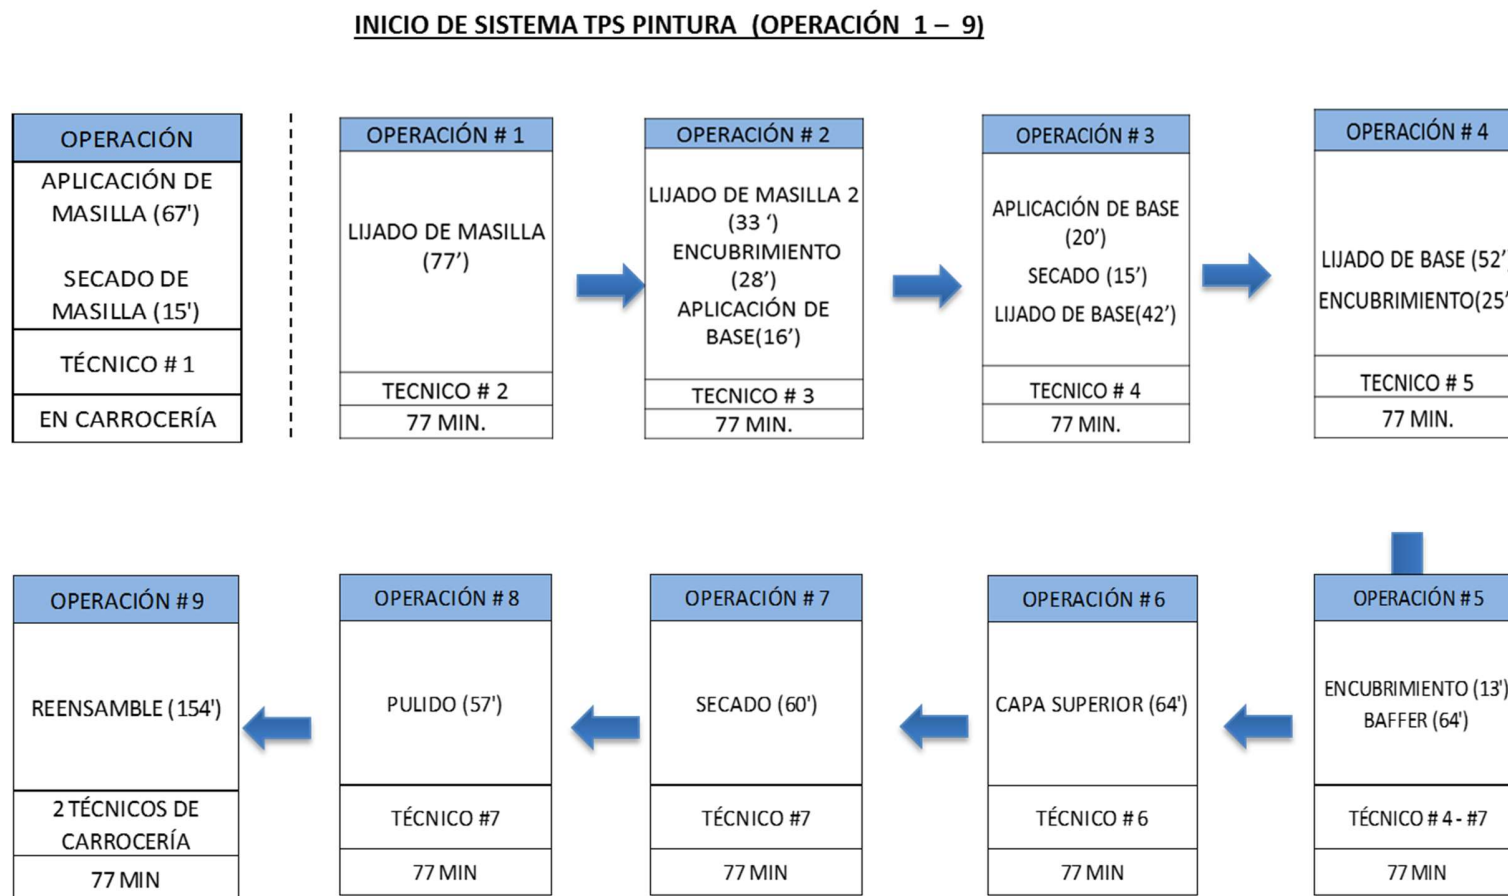 INICIO DE SISTEMA TPS PINTURA (OPERACIÓN 1 – 9)
OPERACIÓN
APLICACIÓN DE
MASILLA (67')
SECADO DE
MASILLA (15')
TÉCNICO # 1
EN CARROCERÍA
OPERACIÓN # 1
LIJADO DE MASILLA
(77’)
TECNICO # 2
77 MIN.
OPERACIÓN # 2
LIJADO DE MASILLA 2
(33 ‘)
ENCUBRIMIENTO
(28’)
APLICACIÓN DE
BASE(16’)
TECNICO # 3
77 MIN.
OPERACIÓN # 3
APLICACIÓN DE BASE
(20’)
SECADO (15’)
LIJADO DE BASE(42’)
TECNICO # 4
77 MIN.
OPERACIÓN # 4
LIJADO DE BASE (52’)
ENCUBRIMIENTO(25’
TECNICO # 5
77 MIN.
OPERACIÓN # 9
REENSAMBLE (154')
2 TÉCNICOS DE
CARROCERÍA
77 MIN
OPERACIÓN # 8
PULIDO (57')
TÉCNICO #7
77 MIN
OPERACIÓN # 7
SECADO (60')
TÉCNICO #7
77 MIN
OPERACIÓN # 6
CAPA SUPERIOR (64')
TÉCNICO # 6
77 MIN
OPERACIÓN # 5
ENCUBRIMIENTO (13')
BAFFER (64')
TÉCNICO # 4 - #7
77 MIN